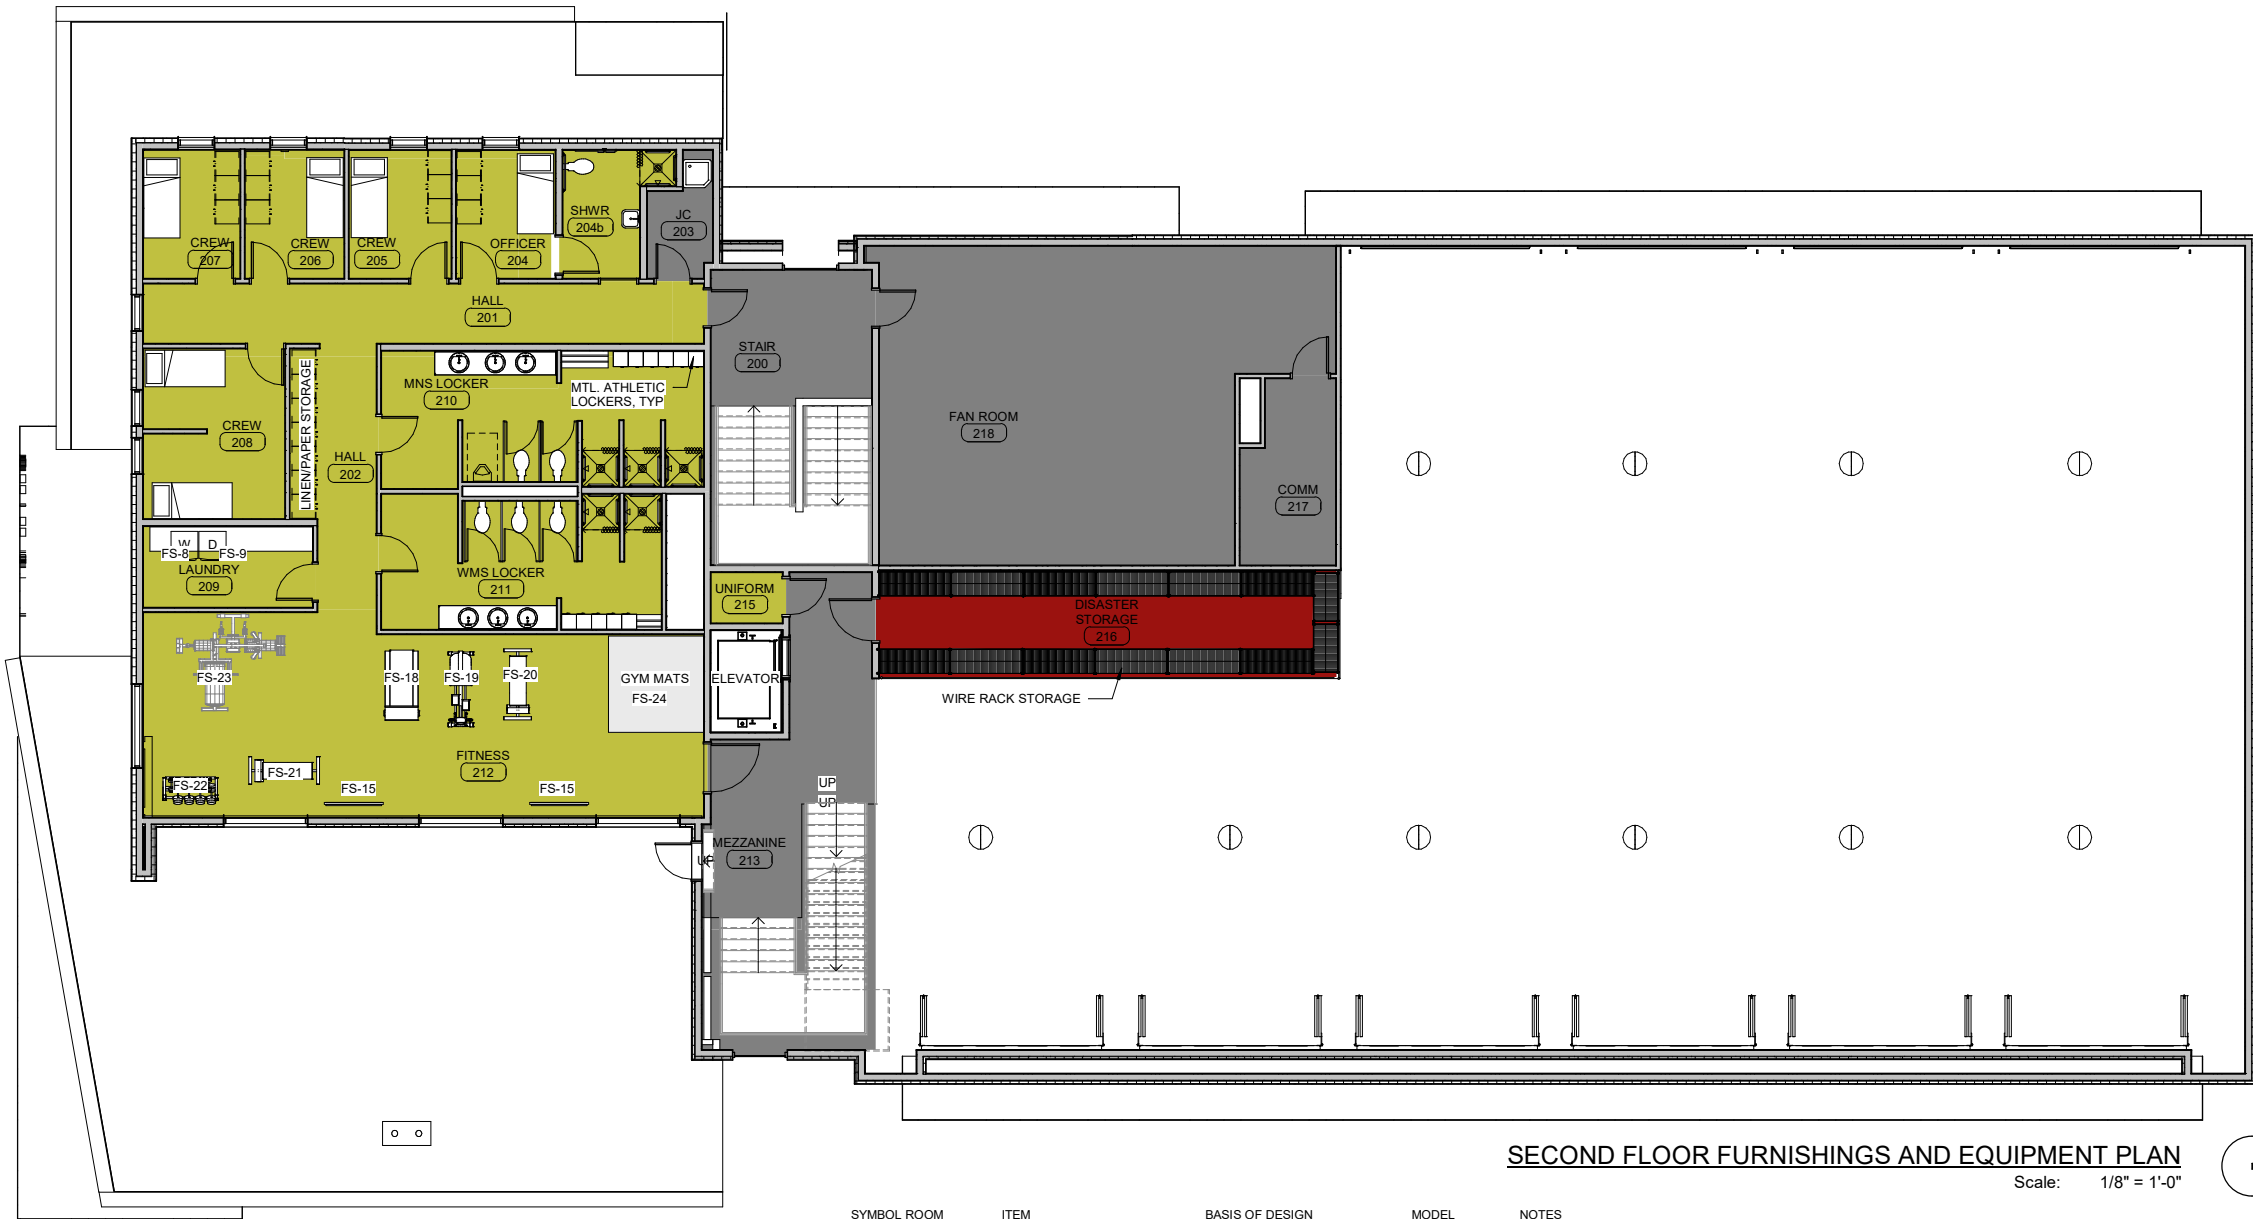 CREW
207
CREW
206
CREW
205
OFFICER
204
SHWR
204b
JC
203
HALL
201
STAIR
200
MNS LOCKER
210
MTL. ATHLETIC
LOCKERS, TYP
LINEN/PAPER STORAGE
CREW
208
HALL
202
FAN ROOM
218
COMM
217
W
D
FS-8
FS-9
LAUNDRY
209
WMS LOCKER
211
UNIFORM
215
DISASTER
STORAGE
216
WIRE RACK STORAGE
FS-23
FS-18
FS-19
FS-20
GYM MATS
FS-24
ELEVATOR
FITNESS
212
FS-22
FS-21
FS-15
FS-15
UP
UP
MEZZANINE
213
UP
SECOND FLOOR FURNISHINGS AND EQUIPMENT PLAN
Scale: 1/8" = 1'-0"
SYMBOL ROOM ITEM BASIS OF DESIGN MODEL NOTES